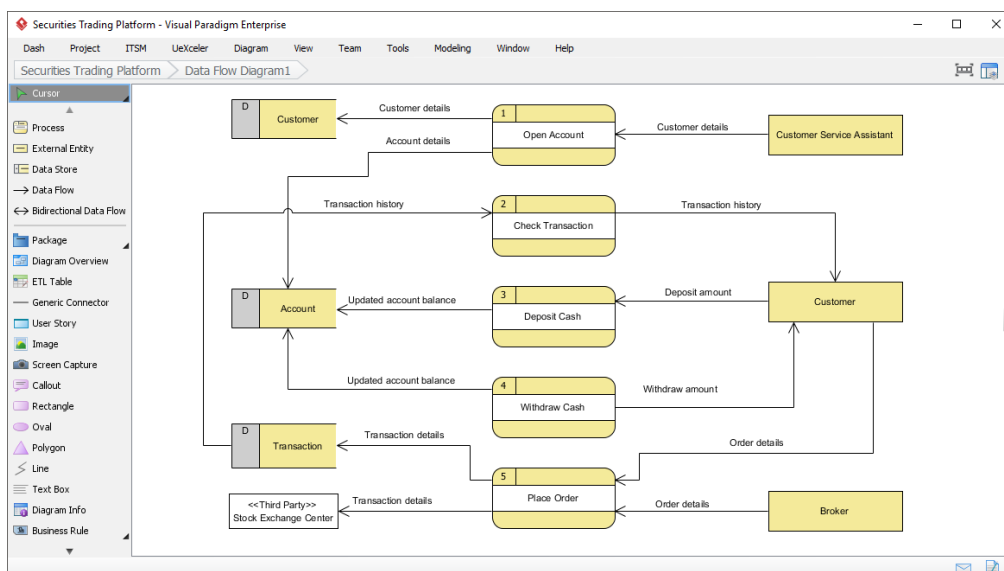 Securities Trading Platform - Visual Paradigm Enterprise
Dash Project ITSM UeXceler Diagram View Team Tools Modeling Window Help
Securities Trading Platform Data Flow Diagram1
Cursor
Process
External Entity
Data Store
Data Flow
Bidirectional Data Flow
Package
Diagram Overview
ETL Table
Generic Connector
User Story
Image
Screen Capture
Callout
Rectangle
Oval
Polygon
Line
Text Box
Diagram Info
Business Rule
D
Customer
Customer details
1
Open Account
Customer details
Customer Service Assistant
Account details
Transaction history
2
Check Transaction
Transaction history
D
Account
Updated account balance
3
Deposit Cash
Deposit amount
Customer
Updated account balance
4
Withdraw Cash
Withdraw amount
D
Transaction
Transaction details
Order details
5
Place Order
<<Third Party>>
Stock Exchange Center
Transaction details
Order details
Broker